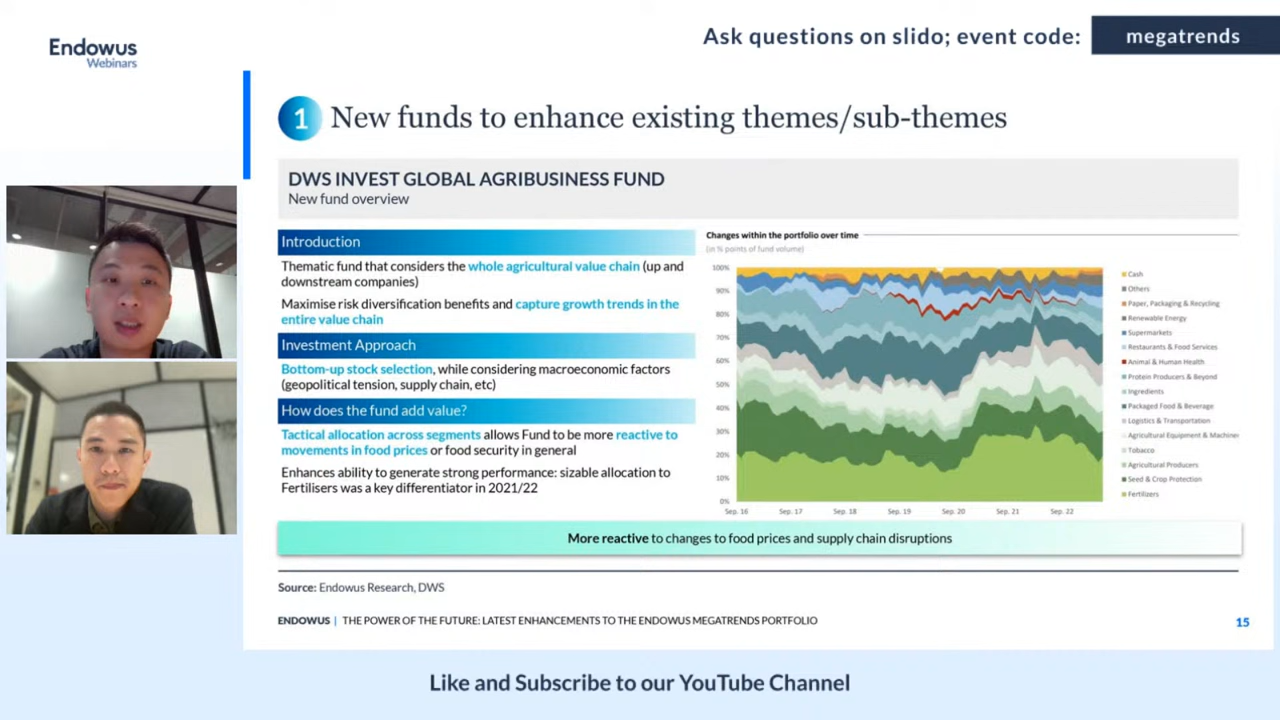 Endowus
Webinars
Ask questions on slido; event code:
megatrends
1
New funds to enhance existing themes/sub-themes
DWS INVEST GLOBAL AGRIBUSINESS FUND
New fund overview
Introduction
Thematic fund that considers the whole agricultural value chain (up and
downstream companies)
Maximise risk diversification benefits and capture growth trends in the
entire value chain
Investment Approach
Bottom-up stock selection, while considering macroeconomic factors
(geopolitical tension, supply chain, etc)
How does the fund add value?
Tactical allocation across segments allows Fund to be more reactive to
movements in food prices or food security in general
Enhances ability to generate strong performance: sizable allocation to
Fertilisers was a key differentiator in 2021/22
Changes within the portfolio over time
(in % points of fund volume)
100%
90%
80%
70%
60%
50%
40%
30%
20%
10%
0%
Sep. 16
Sep. 17
Sep. 18
Sep. 19
Sep. 20
Sep. 21
Sep. 22
Cash
Others
Paper, Packaging & Recycling
Renewable Energy
Supermarkets
Restaurants & Food Services
Animal & Human Health
Protein Producers & Beyond
Ingredients
Packaged Food & Beverage
Logistics & Transportation
Agricultural Equipment & Machiner
Tobacco
Agricultural Producers
Seed & Crop Protection
Fertilizers
More reactive to changes to food prices and supply chain disruptions
Source: Endowus Research, DWS
ENDOWUS | THE POWER OF THE FUTURE: LATEST ENHANCEMENTS TO THE ENDOWUS MEGATRENDS PORTFOLIO
15
Like and Subscribe to our YouTube Channel